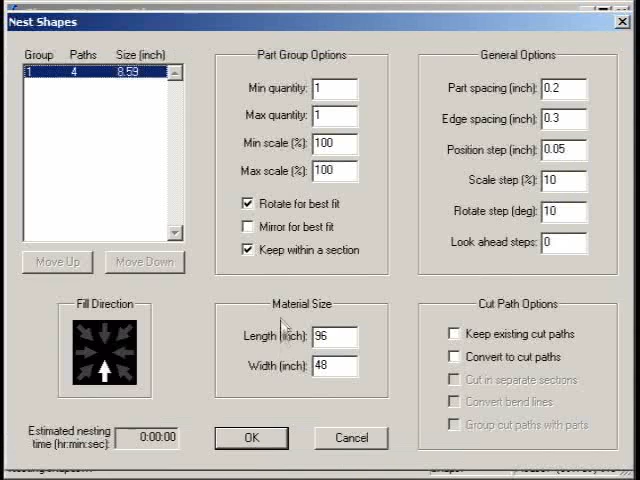 Nest Shapes
Group Paths Size (inch)
1 4 8.59
Move Up Move Down
Part Group Options
Min quantity: 1
Max quantity: 1
Min scale (%): 100
Max scale (%): 100
Rotate for best fit
Mirror for best fit
Keep within a section
General Options
Part spacing (inch): 0.2
Edge spacing (inch): 0.3
Position step (inch): 0.05
Scale step (%): 10
Rotate step (deg): 10
Look ahead steps: 0
Fill Direction
Material Size
Length (inch): 96
Width (inch): 48
Cut Path Options
Keep existing cut paths
Convert to cut paths
Cut in separate sections
Convert bend lines
Group cut paths with parts
Estimated nesting
time (hr:min:sec): 0:00:00
OK Cancel